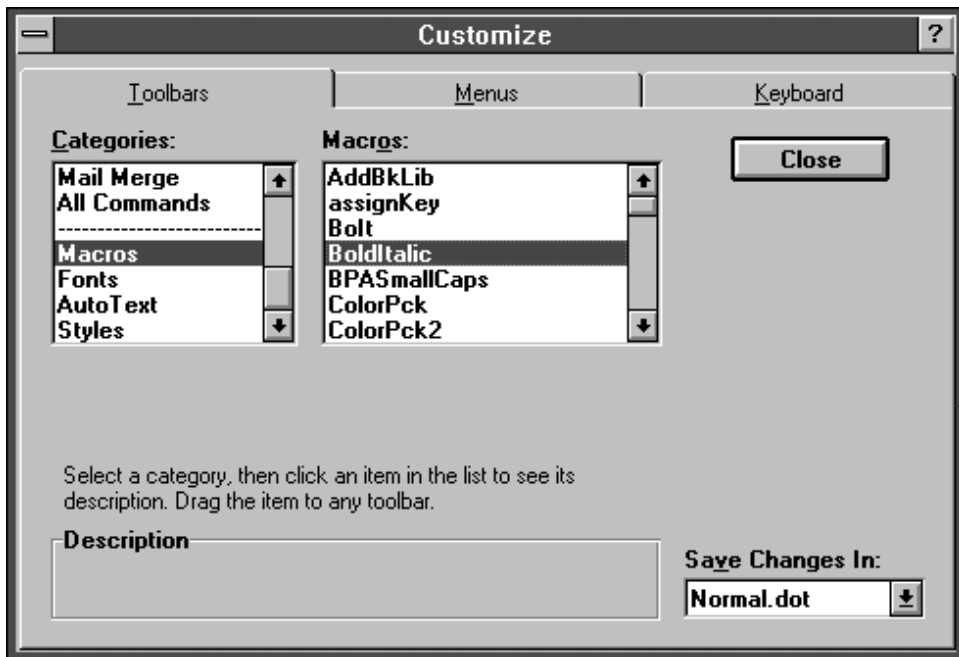 Customize
?
Toolbars
Menus
Keyboard
Categories:
Mail Merge
All Commands
--------------------------
Macros
Fonts
AutoText
Styles
Macros:
AddBkLib
assignKey
Bolt
BoldItalic
BPASmallCaps
ColorPck
ColorPck2
Close
Select a category, then click an item in the list to see its
description. Drag the item to any toolbar.
Description
Save Changes In:
Normal.dot